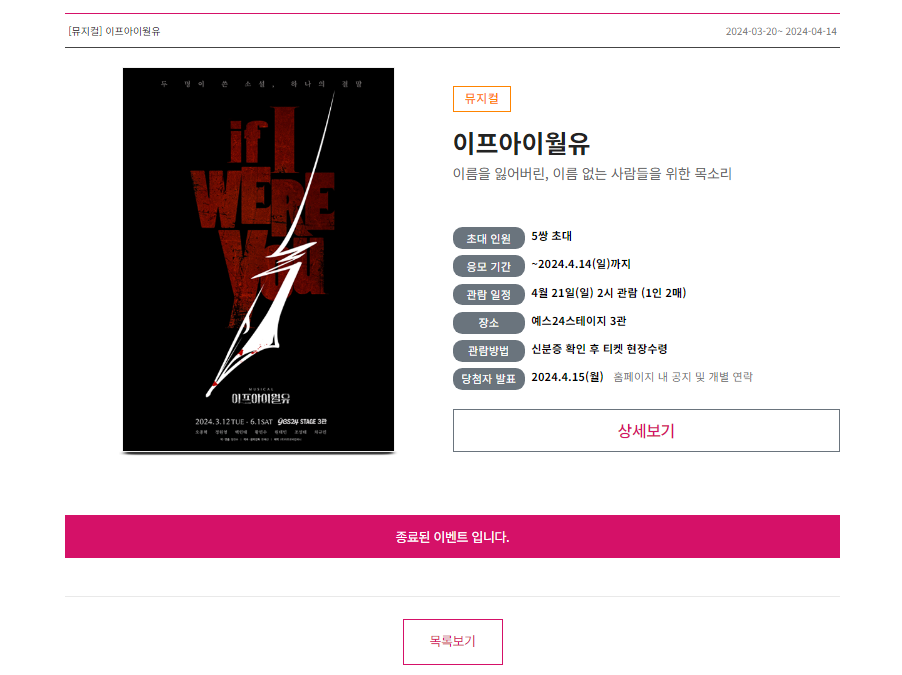 [뮤지컬] 이프아이월유
2024-03-20~ 2024-04-14
두 명이 쓴 소설, 하나의 결말
if I
WERE
You
MUSICAL
이프아이월유
2024.3.12 TUE - 6.1 SAT YES24 STAGE 3관
뮤지컬
이프아이월유
이름을 잃어버린, 이름 없는 사람들을 위한 목소리
초대 인원 5쌍 초대
응모 기간 ~2024.4.14(일)까지
관람 일정 4월 21일(일) 2시 관람 (1인 2매)
장소 예스24스테이지 3관
관람방법 신분증 확인 후 티켓 현장수령
당첨자 발표 2024.4.15(월) 홈페이지 내 공지 및 개별 연락
상세보기
종료된 이벤트 입니다.
목록보기